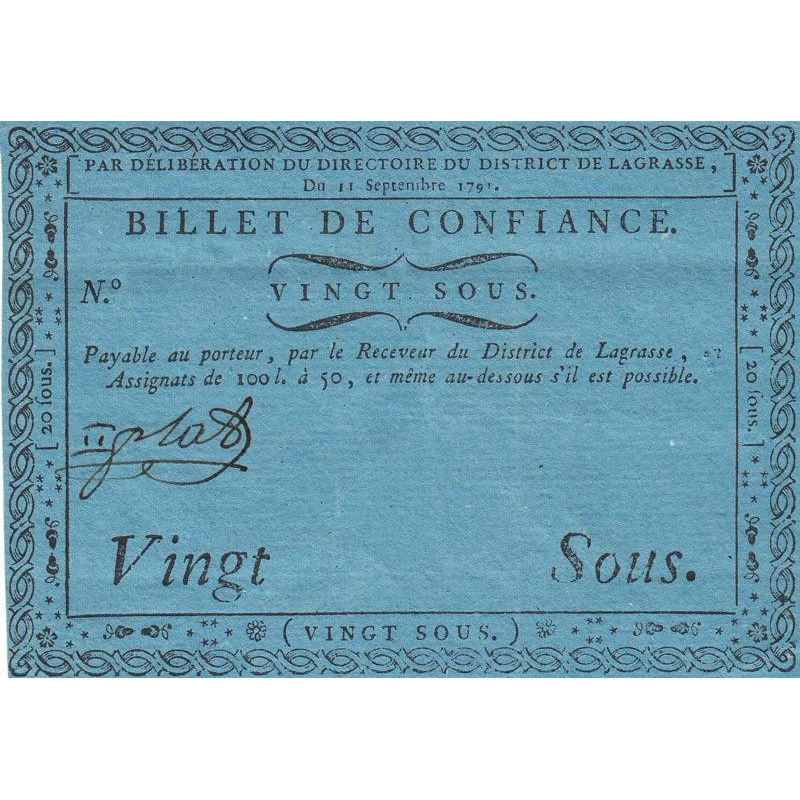 PAR DÉLIBÉRATION DU DIRECTOIRE DU DISTRICT DE LAGRASSE,
Du 11 Septembre 1791.
BILLET DE CONFIANCE.
N.º
VINGT SOUS.
Payable au porteur, par le Receveur du District de Lagrasse, en
Assignats de 100 l. à 50, et même au-dessous s'il est possible.
[20 sous.]
[20 sous.]
Vingt Sous.
(VINGT SOUS.)